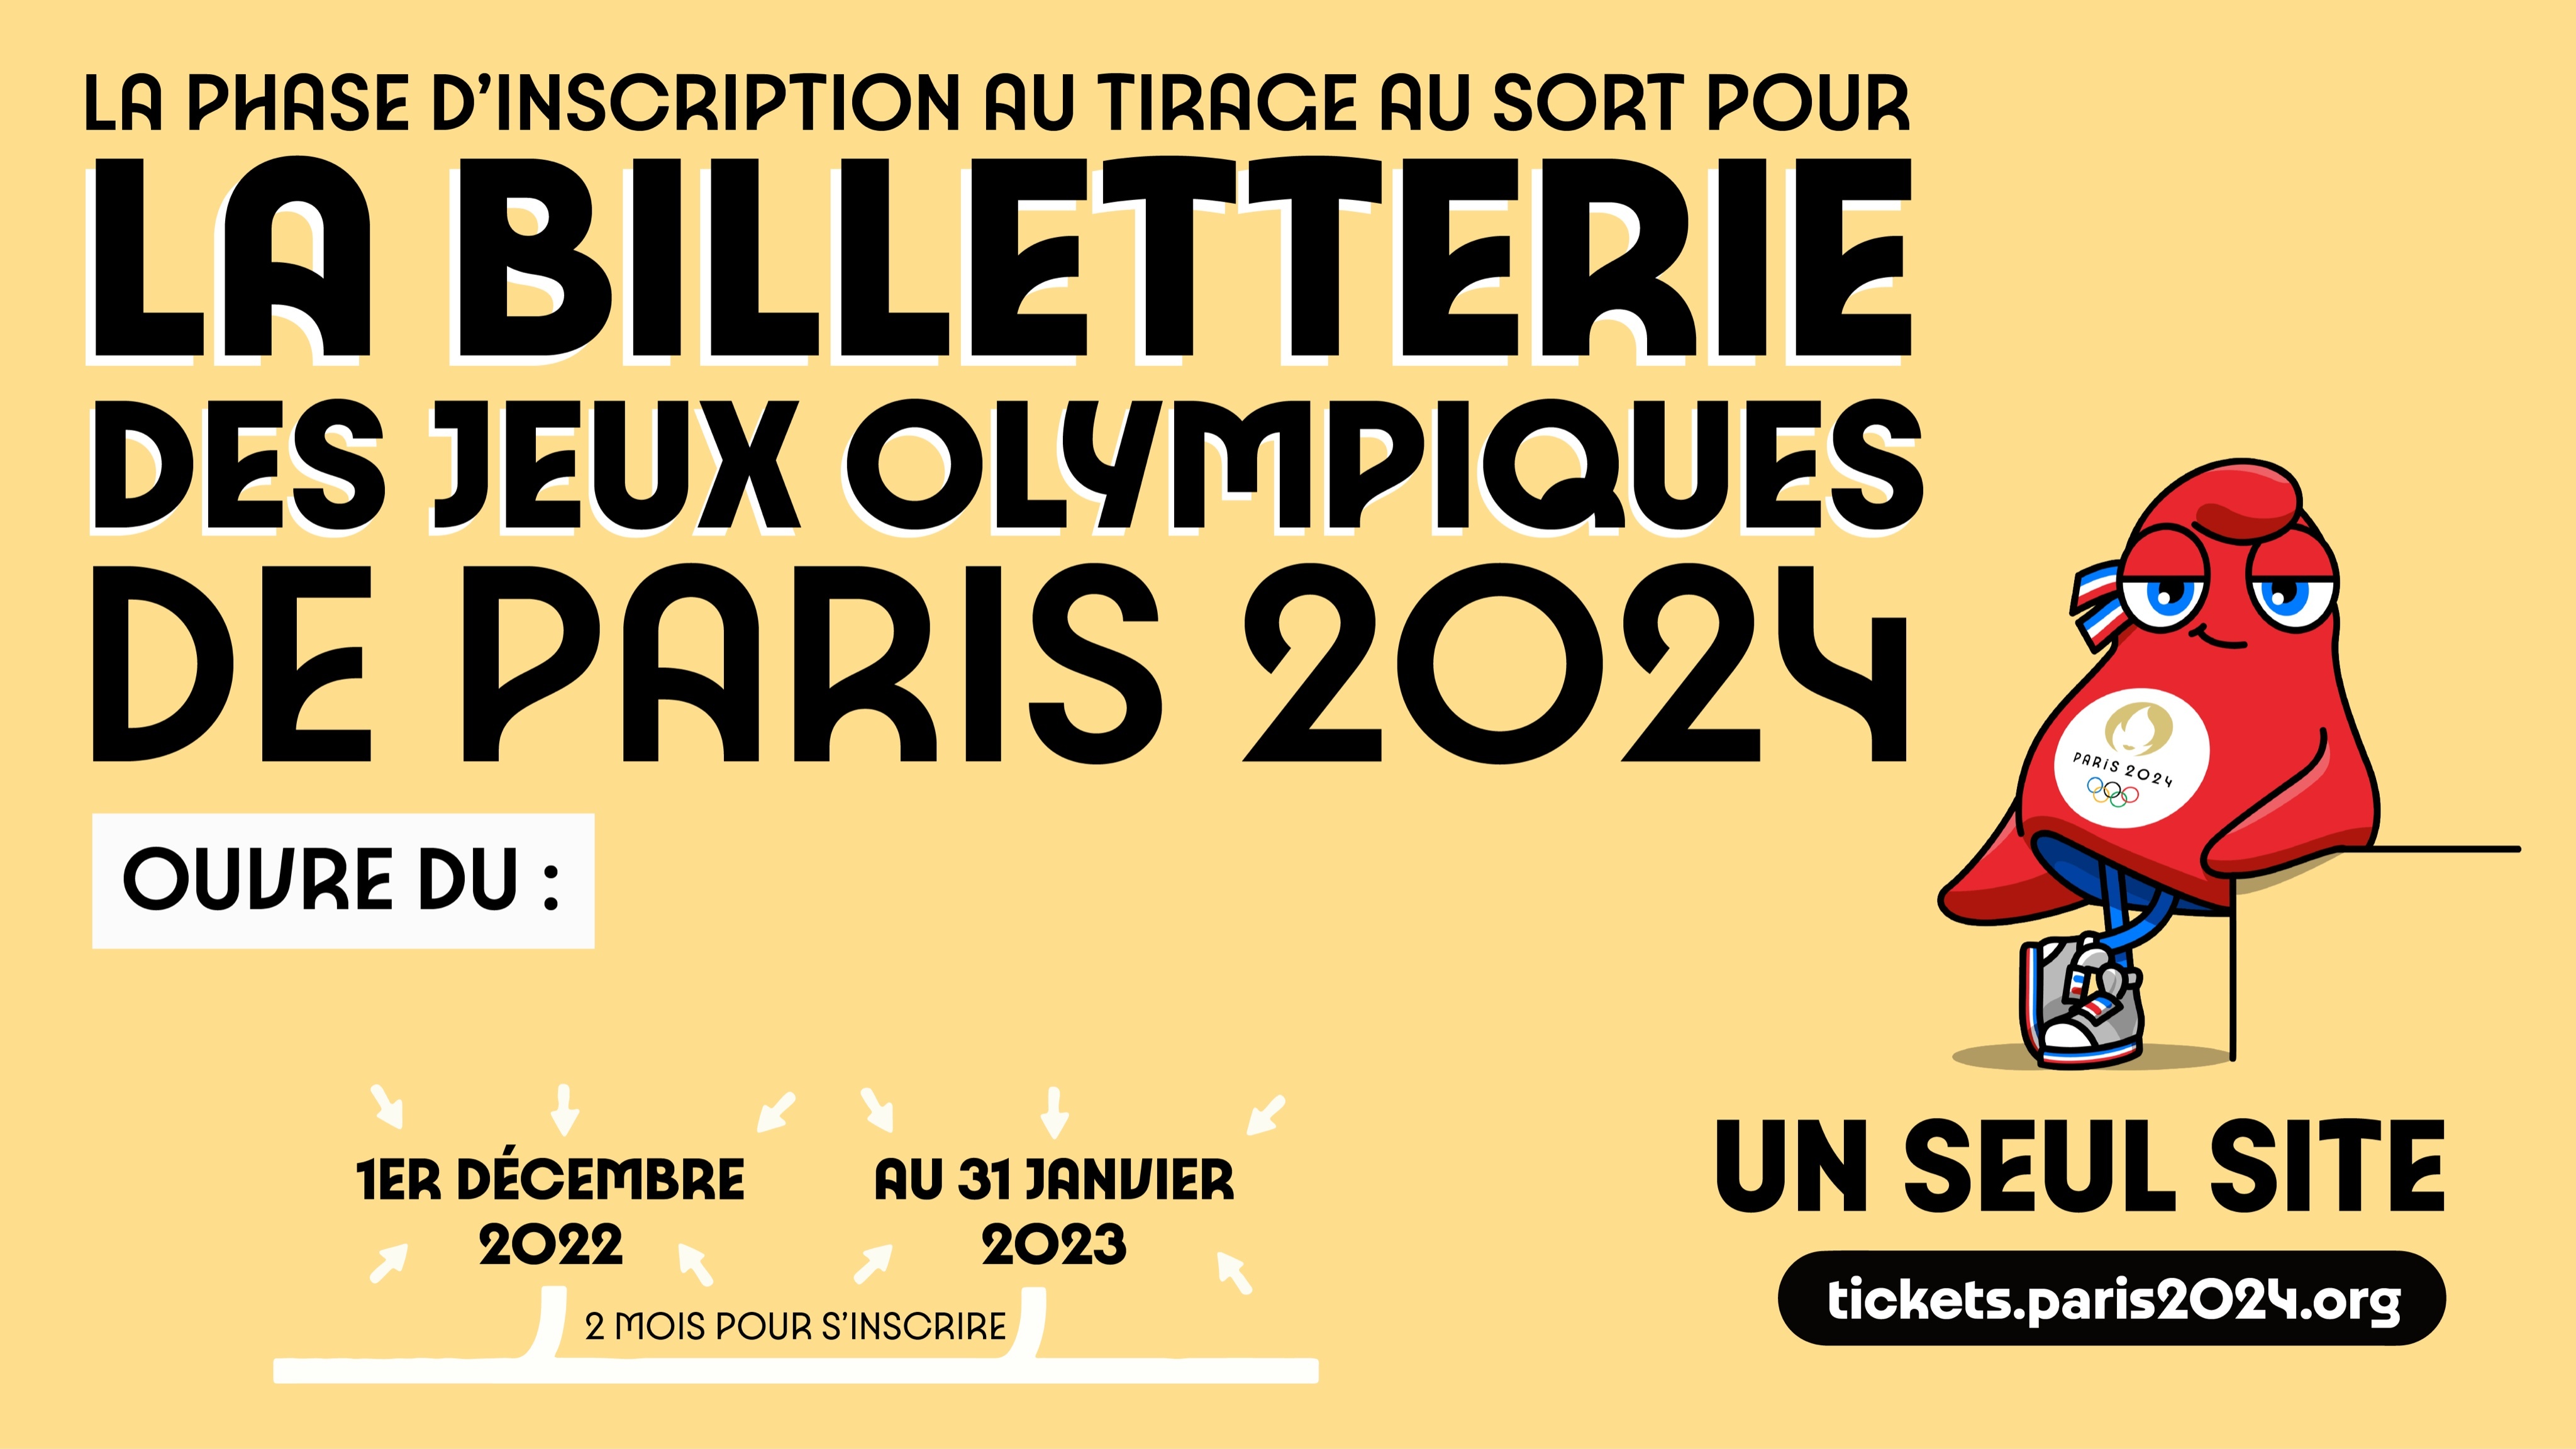 LA PHASE D'INSCRIPTION AU TIRAGE AU SORT POUR
LA BILLETTERIE
DES JEUX OLYMPIQUES
DE PARIS 2024
OUVRE DU :
1ER DÉCEMBRE
2022
AU 31 JANVIER
2023
2 MOIS POUR S'INSCRIRE
PARIS 2024
UN SEUL SITE
tickets.paris2024.org